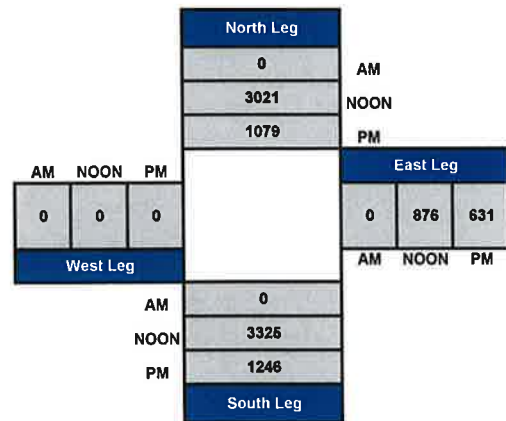 North Leg
0
AM
3021
NOON
1079
PM
AM NOON PM
East Leg
0 0 0
0 876 631
West Leg
AM NOON PM
AM
0
NOON
3325
PM
1246
South Leg